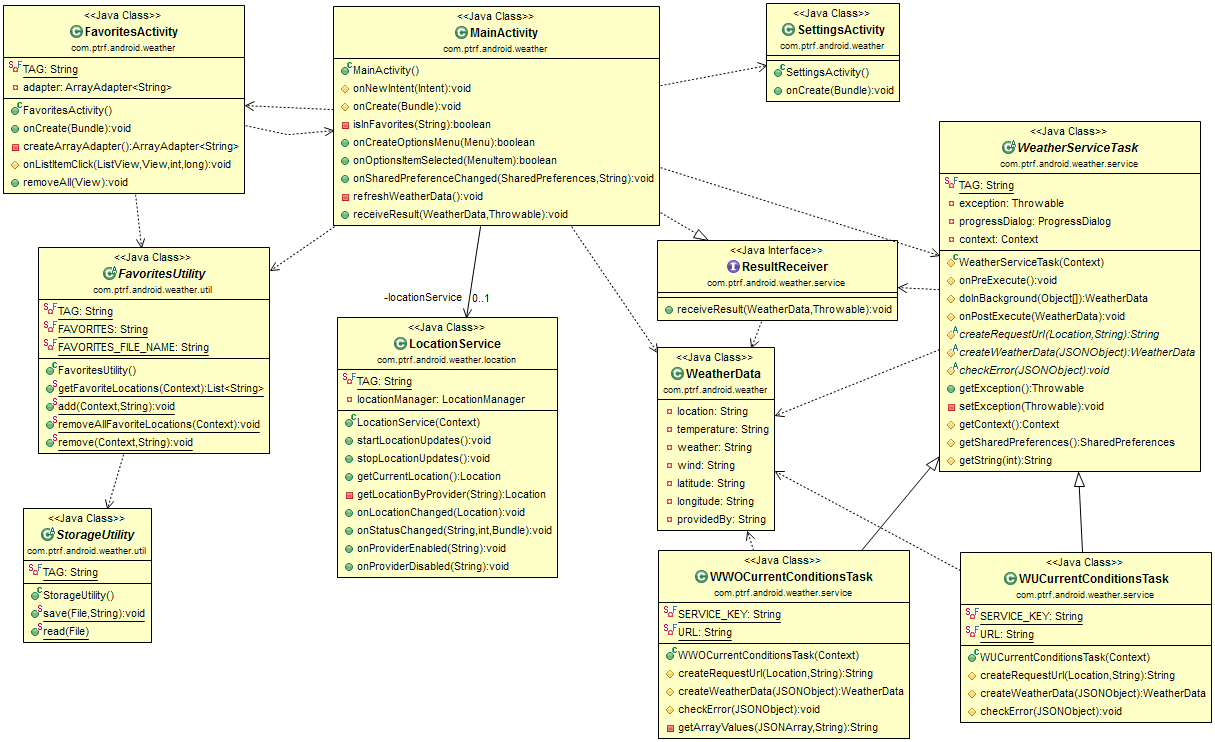 <<Java Class>>
FavoritesActivity
com.ptrf.android.weather
TAG: String
adapter: ArrayAdapter<String>
FavoritesActivity()
onCreate(Bundle):void
createArrayAdapter():ArrayAdapter<String>
onListItemClick(ListView,View,int,long):void
removeAll(View):void
<<Java Class>>
MainActivity
com.ptrf.android.weather
MainActivity()
onNewIntent(Intent):void
onCreate(Bundle):void
isInFavorites(String):boolean
onCreateOptionsMenu(Menu):boolean
onOptionsItemSelected(MenuItem):boolean
onSharedPreferenceChanged(SharedPreferences,String):void
refreshWeatherData():void
receiveResult(WeatherData,Throwable):void
<<Java Class>>
SettingsActivity
com.ptrf.android.weather
SettingsActivity()
onCreate(Bundle):void
<<Java Class>>
WeatherServiceTask
com.ptrf.android.weather.service
TAG: String
exception: Throwable
progressDialog: ProgressDialog
context: Context
WeatherServiceTask(Context)
onPreExecute():void
doInBackground(Object[]):WeatherData
onPostExecute(WeatherData):void
createRequestUrl(Location,String):String
createWeatherData(JSONObject):WeatherData
checkError(JSONObject):void
getException():Throwable
setException(Throwable):void
getContext():Context
getSharedPreferences():SharedPreferences
getString(int):String
<<Java Class>>
FavoritesUtility
com.ptrf.android.weather.util
TAG: String
FAVORITES: String
FAVORITES_FILE_NAME: String
FavoritesUtility()
getFavoriteLocations(Context):List<String>
add(Context,String):void
removeAllFavoriteLocations(Context):void
remove(Context,String):void
-locationService 0..1
<<Java Class>>
LocationService
com.ptrf.android.weather.location
TAG: String
locationManager: LocationManager
LocationService(Context)
startLocationUpdates():void
stopLocationUpdates():void
getCurrentLocation():Location
getLocationByProvider(String):Location
onLocationChanged(Location):void
onStatusChanged(String,int,Bundle):void
onProviderEnabled(String):void
onProviderDisabled(String):void
<<Java Interface>>
ResultReceiver
com.ptrf.android.weather.service
receiveResult(WeatherData,Throwable):void
<<Java Class>>
WeatherData
com.ptrf.android.weather
location: String
temperature: String
weather: String
wind: String
latitude: String
longitude: String
providedBy: String
<<Java Class>>
StorageUtility
com.ptrf.android.weather.util
TAG: String
StorageUtility()
save(File,String):void
read(File)
<<Java Class>>
WWOCurrentConditionsTask
com.ptrf.android.weather.service
SERVICE_KEY: String
URL: String
WWOCurrentConditionsTask(Context)
createRequestUrl(Location,String):String
createWeatherData(JSONObject):WeatherData
checkError(JSONObject):void
getArrayValues(JSONArray,String):String
<<Java Class>>
WUCurrentConditionsTask
com.ptrf.android.weather.service
SERVICE_KEY: String
URL: String
WUCurrentConditionsTask(Context)
createRequestUrl(Location,String):String
createWeatherData(JSONObject):WeatherData
checkError(JSONObject):void